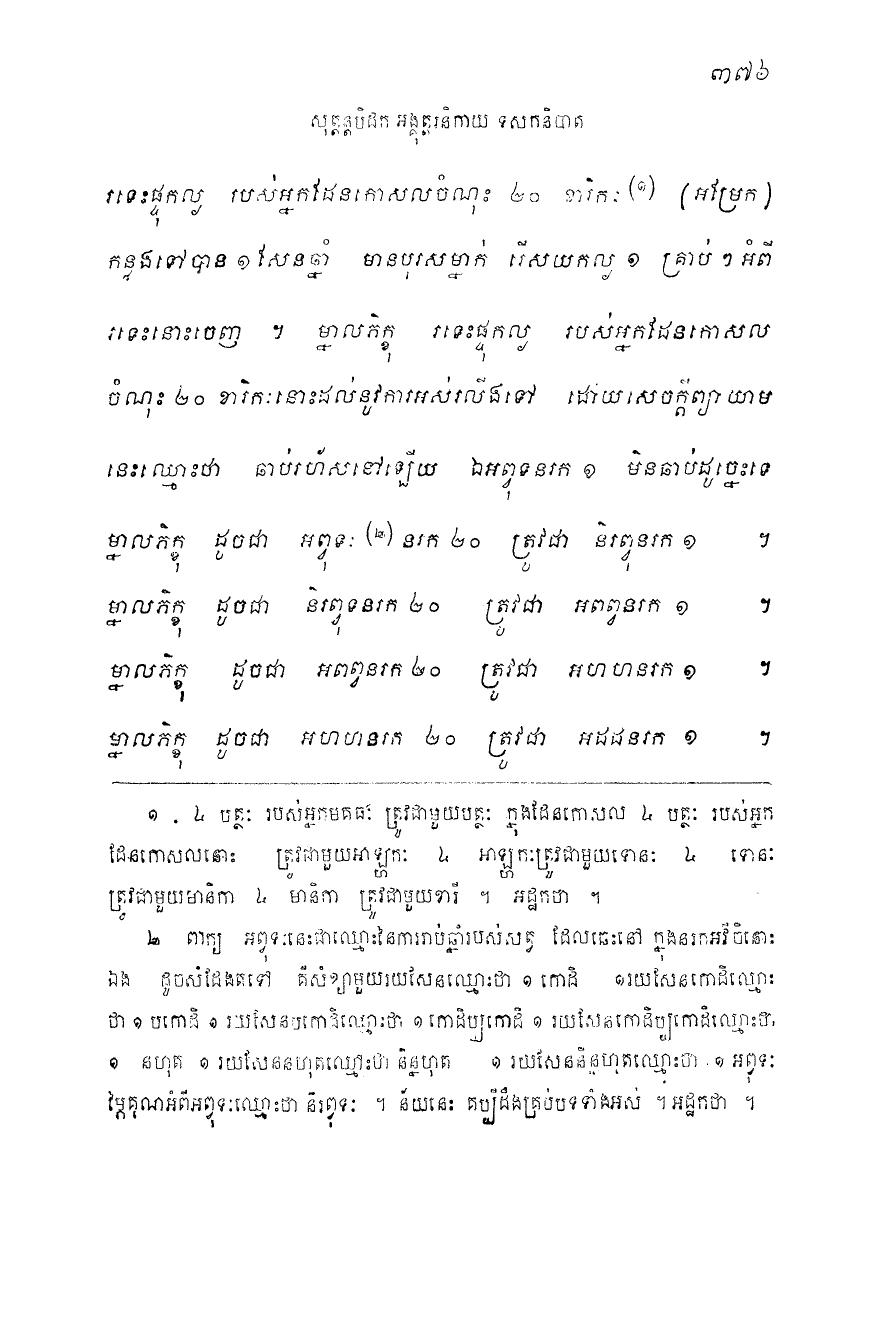 ៣៧៦
សុត្តន្តបិដក អង្គុត្តរនិកាយ ទសកនិបាត
រទេះផ្ទុកល្ង របស់អ្នកដែនកោសលចំណុះ ២០ ខារិកៈ (១) (អម្រែក)
កន្លងទៅបាន ១ សែនឆ្នាំ មានបុរសម្នាក់ រើសយកល្ង ១ គ្រាប់ ៗ អំពី
រទេះនោះចេញ ។ ម្នាលភិក្ខុ រទេះផ្ទុកល្ង របស់អ្នកដែនកោសល
ចំណុះ ២០ ខារិកៈនោះដល់នូវការអស់រលីងទៅ ដោយសេចក្តីព្យាយាម
នេះឈ្មោះថា ឆាប់រហ័សនៅឡើយ ឯអព្វុទនរក ១ មិនឆាប់ដូច្នេះទេ
ម្នាលភិក្ខុ ដូចជា អព្វុទៈ (២) នរក ២០ ត្រូវជា និរព្វុនរក ១ ។
ម្នាលភិក្ខុ ដូចជា និរព្វុទនរក ២០ ត្រូវជា អពព្វនរក ១ ។
ម្នាលភិក្ខុ ដូចជា អពព្វនរក ២០ ត្រូវជា អហហនរក ១ ។
ម្នាលភិក្ខុ ដូចជា អហហនរក ២០ ត្រូវជា អដដនរក ១ ។
១ . ៤ បត្ថៈ របស់អ្នកមគធៈ ត្រូវជាមួយបត្ថៈ ក្នុងដែនកោសល ៤ បត្ថៈ របស់អ្នក
ដែនកោសលនោះ ត្រូវជាមួយអាឡ្ហកៈ ៤ អាឡ្ហកៈត្រូវជាមួយទោនៈ ៤ ទោនៈ
ត្រូវជាមួយមានិកា ៤ មានិកា ត្រូវជាមួយខារី ។ អដ្ឋកថា ។
២ ពាក្យ អព្វុទៈនេះជាឈ្មោះនៃការរាប់ឆ្នាំរបស់សត្វ ដែលឆេះនៅ ក្នុងនរកអវីចិនោះ
ឯង ដូចសំដែងតទៅ គឺសំខ្យាមួយរយសែនឈ្មោះថា ១ កោដិ ១រយសែនកោដិឈ្មោះ
ថា ១ បកោដិ ១ រយសែនបកោដិឈ្មោះថា ១ កោដិប្បកោដិ ១ រយសែនកោដិប្បកោដិឈ្មោះថា
១ នហុត ១ រយសែននហុតឈ្មោះថា និន្នហុត ១ រយសែននិន្នហុតឈ្មោះថា ១ អព្វុទៈ
វីម្ភគុណអំពីអព្វុទៈឈ្មោះថា និរព្វុទៈ ។ ន័យនេះ គប្បីដឹងគ្រប់បទទាំងអស់ ។ អដ្ឋកថា ។